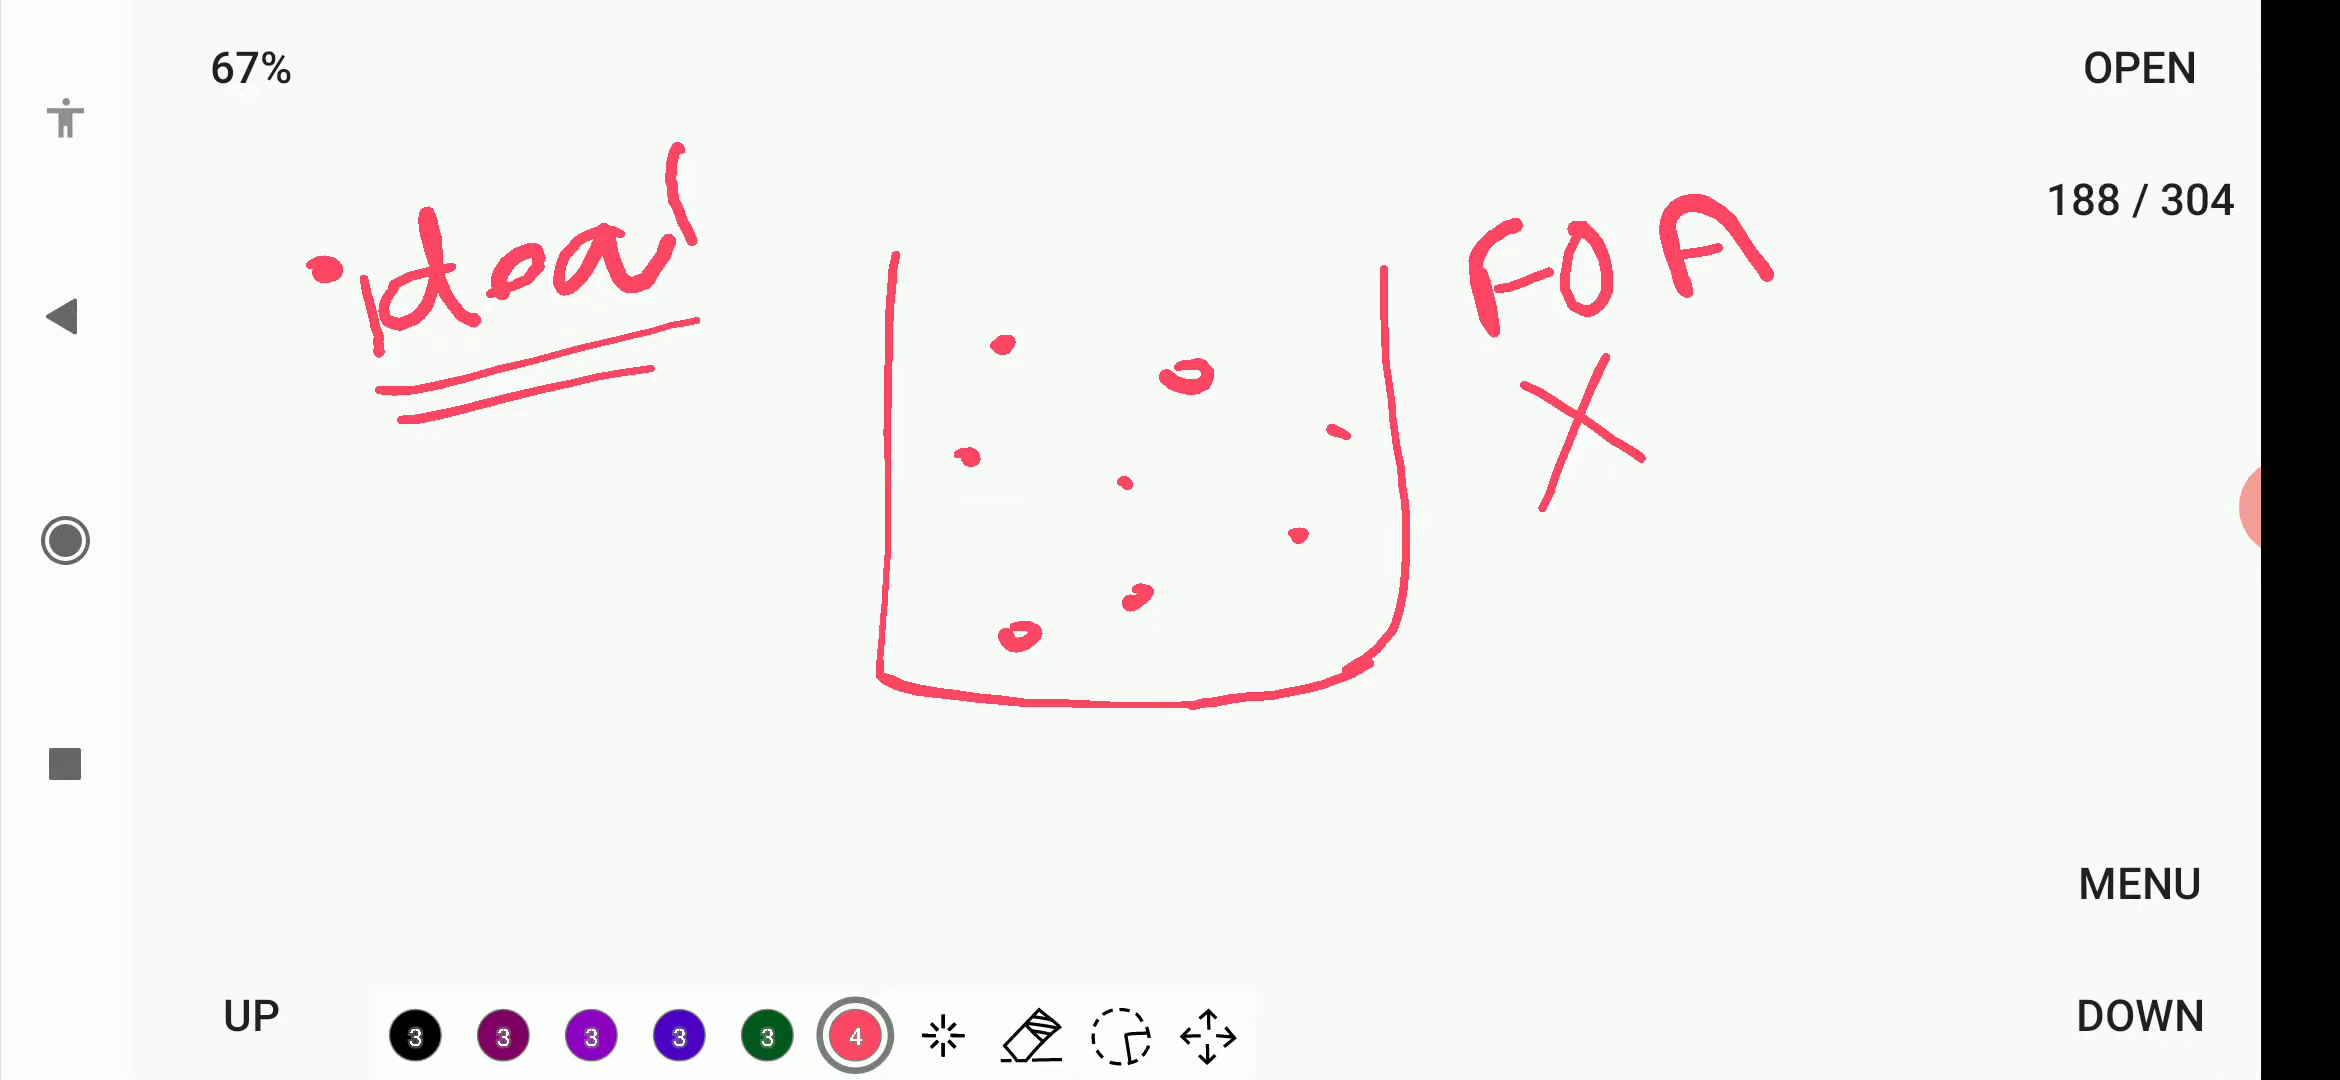 67%
OPEN
188 / 304
ideal
FOA
X
MENU
UP
DOWN
3 3 3 3 3 4